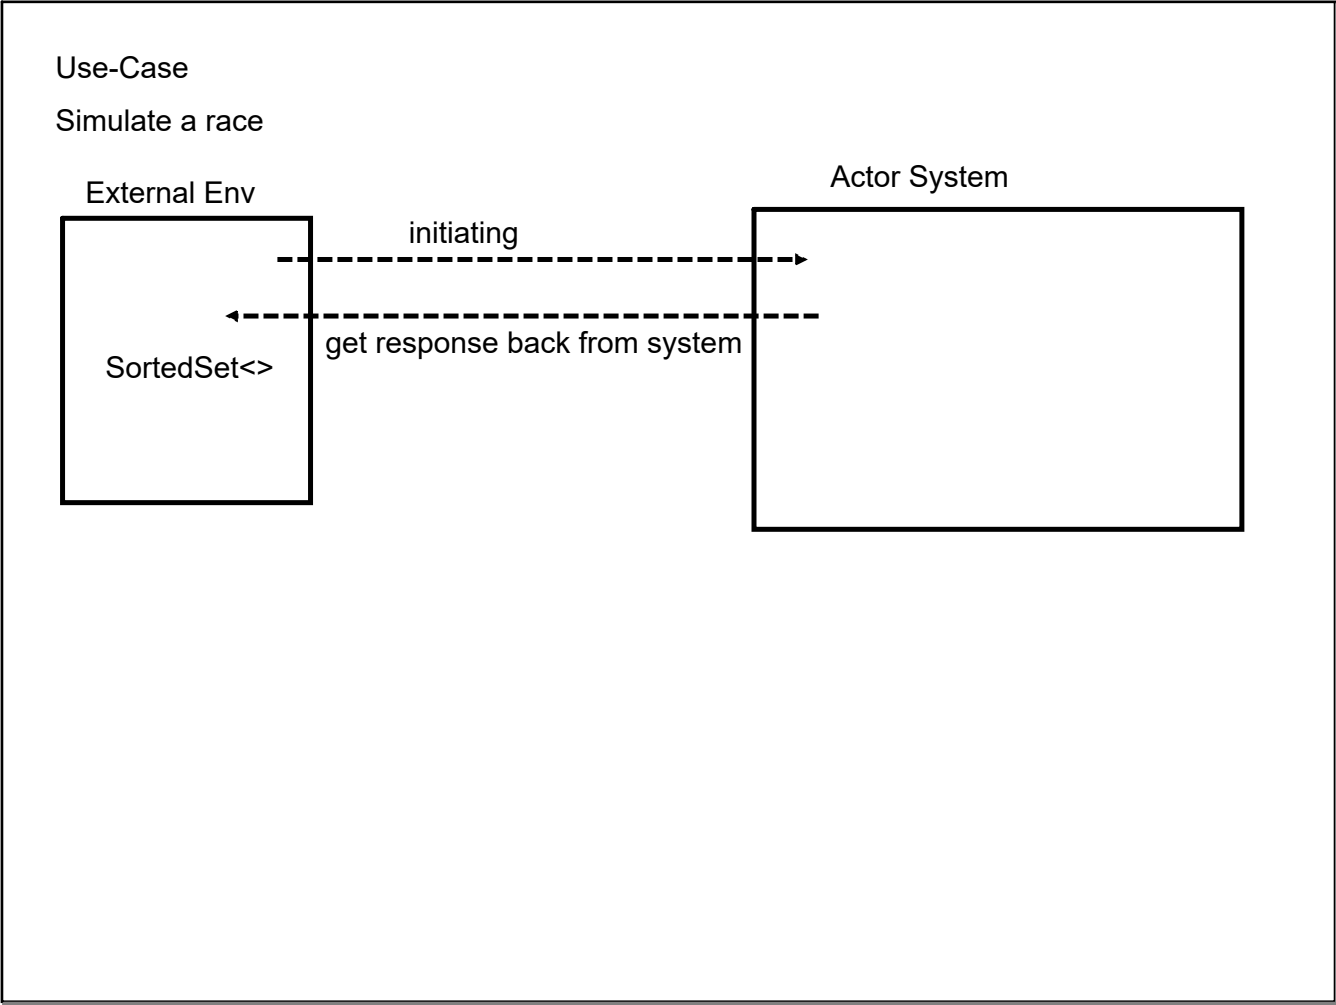 Use-Case
Simulate a race
External Env
Actor System
initiating
get response back from system
SortedSet<>